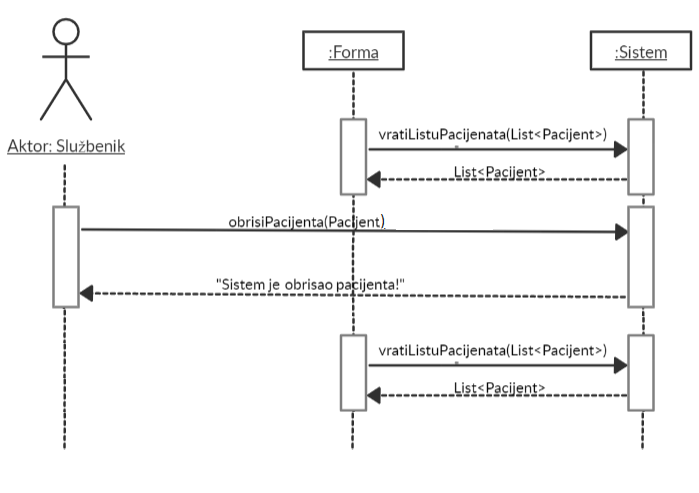 :Forma
:Sistem
Aktor: Službenik
vratiListuPacijenata(List<Pacijent>)
List<Pacijent>
obrisiPacijenta(Pacijent)
"Sistem je obrisao pacijenta!"
vratiListuPacijenata(List<Pacijent>)
List<Pacijent>